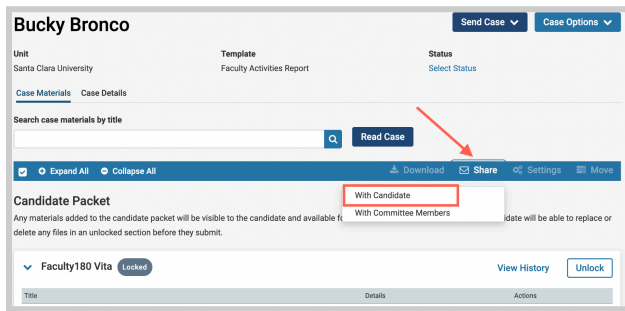 Bucky Bronco
Send Case
Case Options
Unit
Template
Status
Santa Clara University
Faculty Activities Report
Select Status
Case Materials
Case Details
Search case materials by title
Read Case
Expand All
Collapse All
Download
Share
Settings
Move
With Candidate
With Committee Members
Candidate Packet
Any materials added to the candidate packet will be visible to the candidate and available
date will be able to replace or
delete any files in an unlocked section before they submit.
Faculty180 Vita
Locked
View History
Unlock
Title
Details
Actions